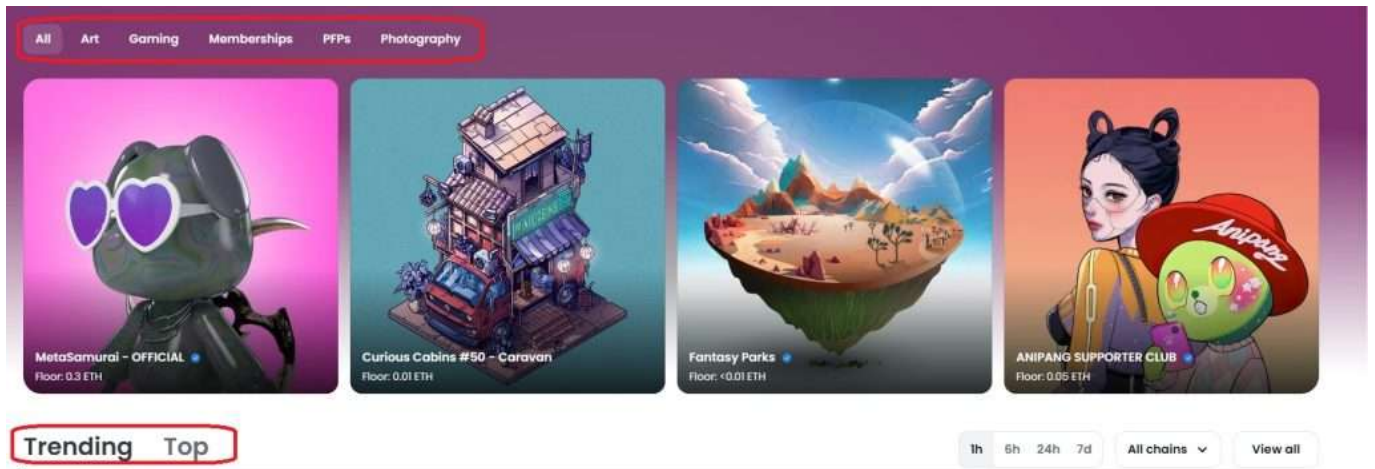 All Art Gaming Memberships PFPs Photography
Anipang
MetaSamurai - OFFICIAL
Floor: 0.3 ETH
Curious Cabins #50 - Caravan
Floor: 0.01 ETH
Fantasy Parks
Floor: <0.01 ETH
ANIPANG SUPPORTER CLUB
Floor: 0.05 ETH
Trending Top
1h 6h 24h 7d All chains View all